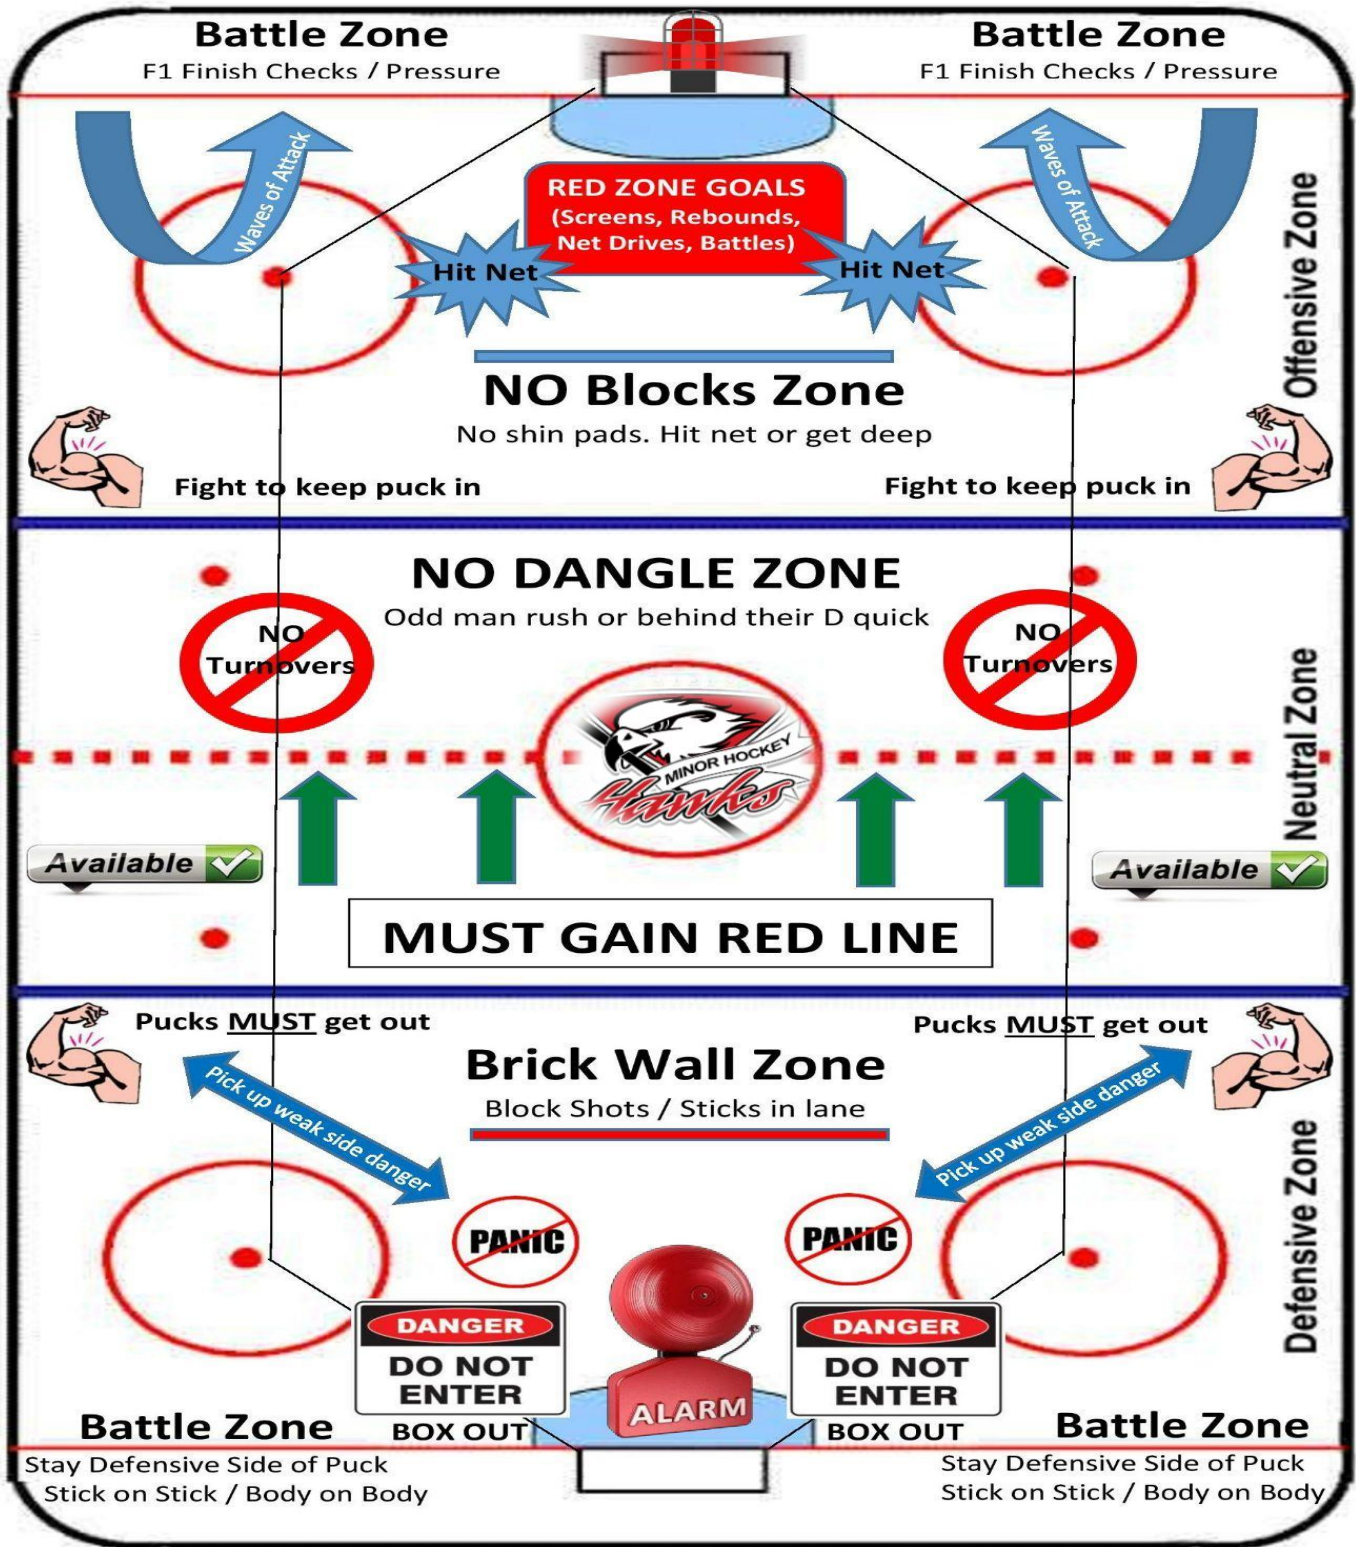 Battle Zone
F1 Finish Checks / Pressure
Battle Zone
F1 Finish Checks / Pressure
Waves of Attack
Waves of Attack
RED ZONE GOALS
(Screens, Rebounds,
Net Drives, Battles)
Hit Net
Hit Net
Offensive Zone
NO Blocks Zone
No shin pads. Hit net or get deep
Fight to keep puck in
Fight to keep puck in
NO DANGLE ZONE
Odd man rush or behind their D quick
NO
Turnovers
NO
Turnovers
Neutral Zone
MINOR HOCKEY
Hawks
Available
Available
MUST GAIN RED LINE
Pucks MUST get out
Pucks MUST get out
Brick Wall Zone
Block Shots / Sticks in lane
Pick up weak side danger
Pick up weak side danger
Defensive Zone
PANIC
PANIC
DANGER
DO NOT
ENTER
BOX OUT
ALARM
DANGER
DO NOT
ENTER
BOX OUT
Battle Zone
Stay Defensive Side of Puck
Stick on Stick / Body on Body
Battle Zone
Stay Defensive Side of Puck
Stick on Stick / Body on Body